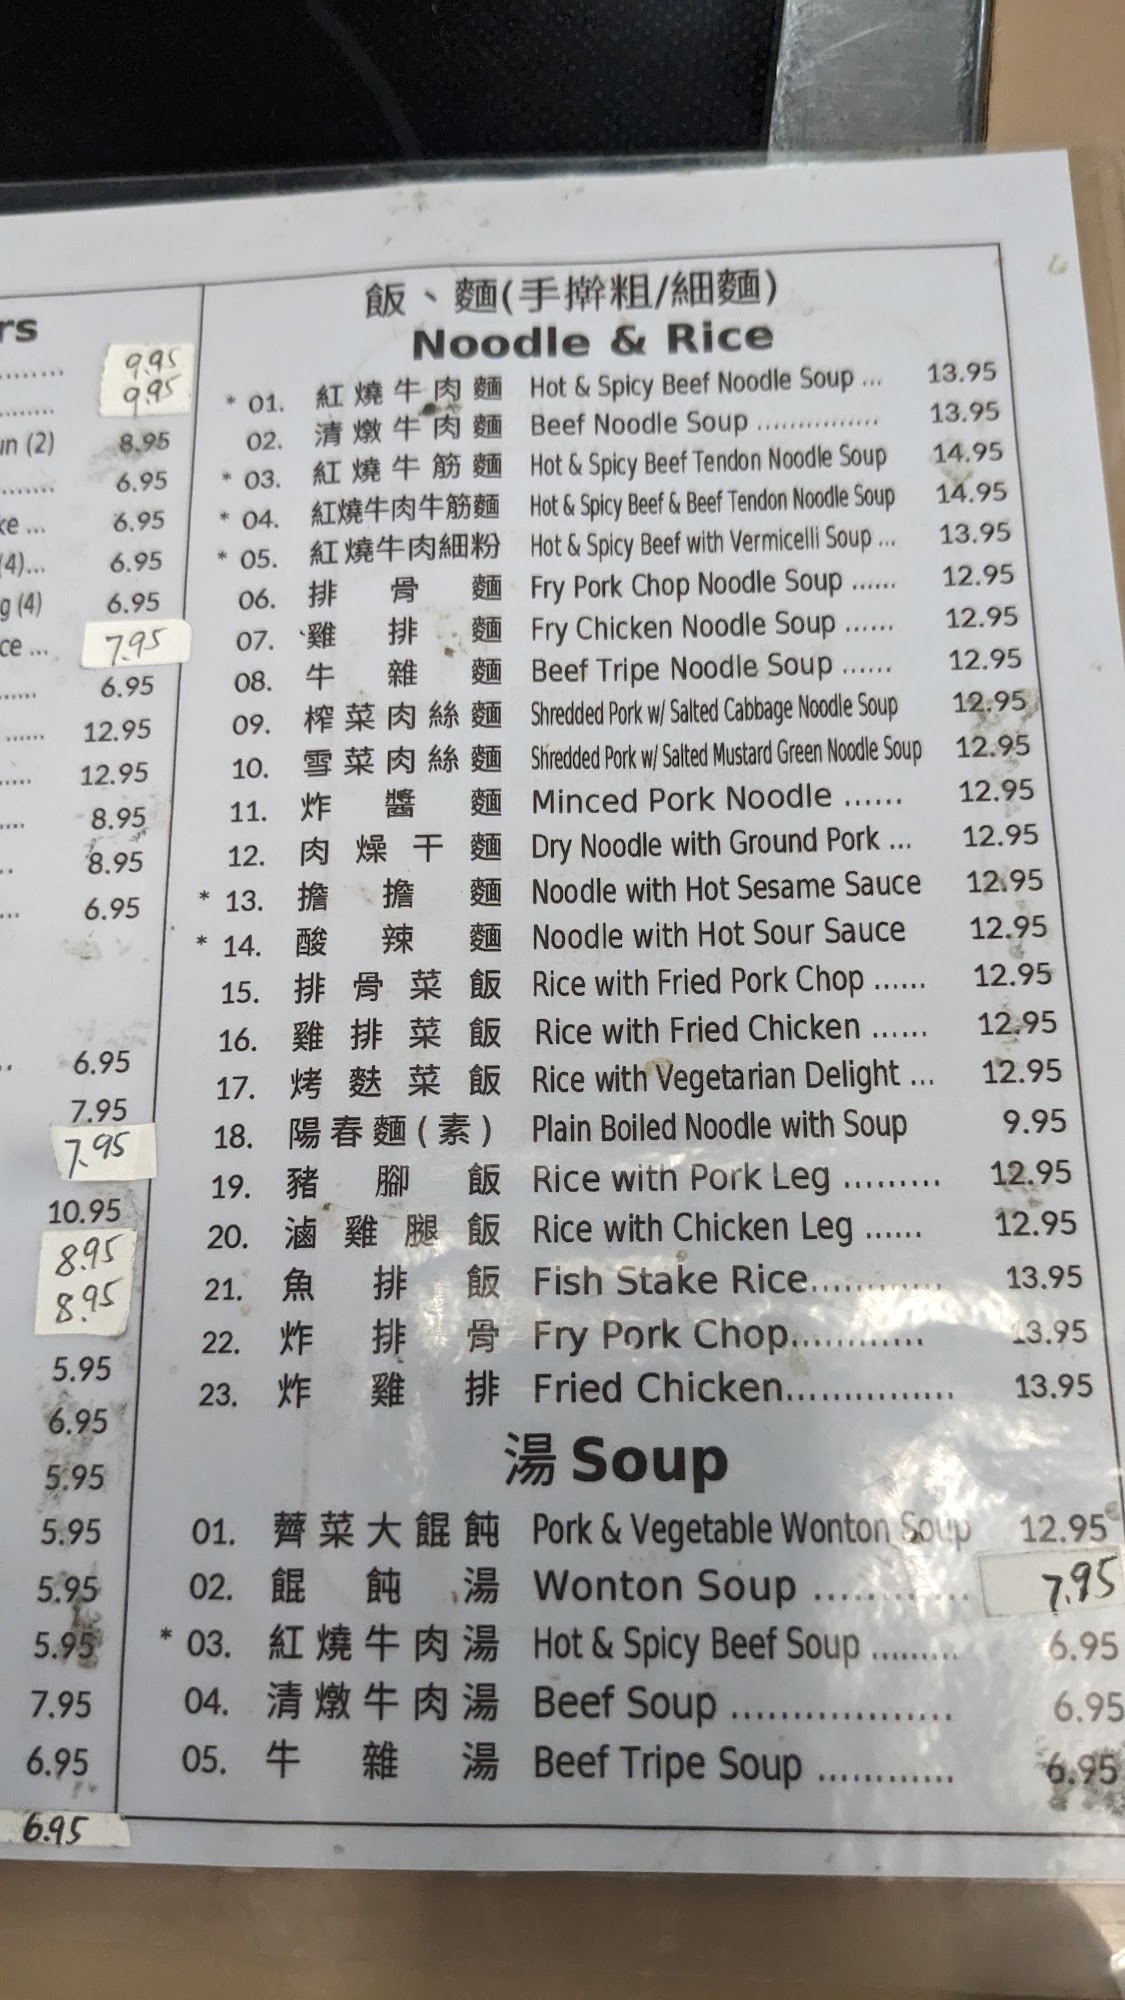 rs
......... 9.95
......... 9.95
un (2) 8.95
........ 6.95
ke ... 6.95
(4)... 6.95
g (4) 6.95
ce ... 7.95
...... 6.95
...... 12.95
..... 12.95
.... 8.95
.. 8.95
... 6.95
.. 6.95
7.95
7.95
10.95
8.95
8.95
5.95
6.95
5.95
5.95
5.95
5.95
7.95
6.95
6.95
飯、麵(手擀粗/細麵)
Noodle & Rice
* 01. 紅燒牛肉麵 Hot & Spicy Beef Noodle Soup ... 13.95
02. 清燉牛肉麵 Beef Noodle Soup ............... 13.95
* 03. 紅燒牛筋麵 Hot & Spicy Beef Tendon Noodle Soup 14.95
* 04. 紅燒牛肉牛筋麵 Hot & Spicy Beef & Beef Tendon Noodle Soup 14.95
* 05. 紅燒牛肉細粉 Hot & Spicy Beef with Vermicelli Soup ... 13.95
06. 排骨麵 Fry Pork Chop Noodle Soup ...... 12.95
07. 雞排麵 Fry Chicken Noodle Soup ...... 12.95
08. 牛雜麵 Beef Tripe Noodle Soup ...... 12.95
09. 榨菜肉絲麵 Shredded Pork w/ Salted Cabbage Noodle Soup 12.95
10. 雪菜肉絲麵 Shredded Pork w/ Salted Mustard Green Noodle Soup 12.95
11. 炸醬麵 Minced Pork Noodle ...... 12.95
12. 肉燥干麵 Dry Noodle with Ground Pork ... 12.95
* 13. 擔擔麵 Noodle with Hot Sesame Sauce 12.95
* 14. 酸辣麵 Noodle with Hot Sour Sauce 12.95
15. 排骨菜飯 Rice with Fried Pork Chop ...... 12.95
16. 雞排菜飯 Rice with Fried Chicken ...... 12.95
17. 烤麩菜飯 Rice with Vegetarian Delight ... 12.95
18. 陽春麵(素) Plain Boiled Noodle with Soup 9.95
19. 豬腳飯 Rice with Pork Leg ......... 12.95
20. 滷雞腿飯 Rice with Chicken Leg ...... 12.95
21. 魚排飯 Fish Stake Rice............ 13.95
22. 炸排骨 Fry Pork Chop............ 13.95
23. 炸雞排 Fried Chicken............... 13.95
湯 Soup
01. 薺菜大餛飩 Pork & Vegetable Wonton Soup 12.95
02. 餛飩湯 Wonton Soup ............ 7.95
* 03. 紅燒牛肉湯 Hot & Spicy Beef Soup ......... 6.95
04. 清燉牛肉湯 Beef Soup .................. 6.95
05. 牛雜湯 Beef Tripe Soup ............ 6.95